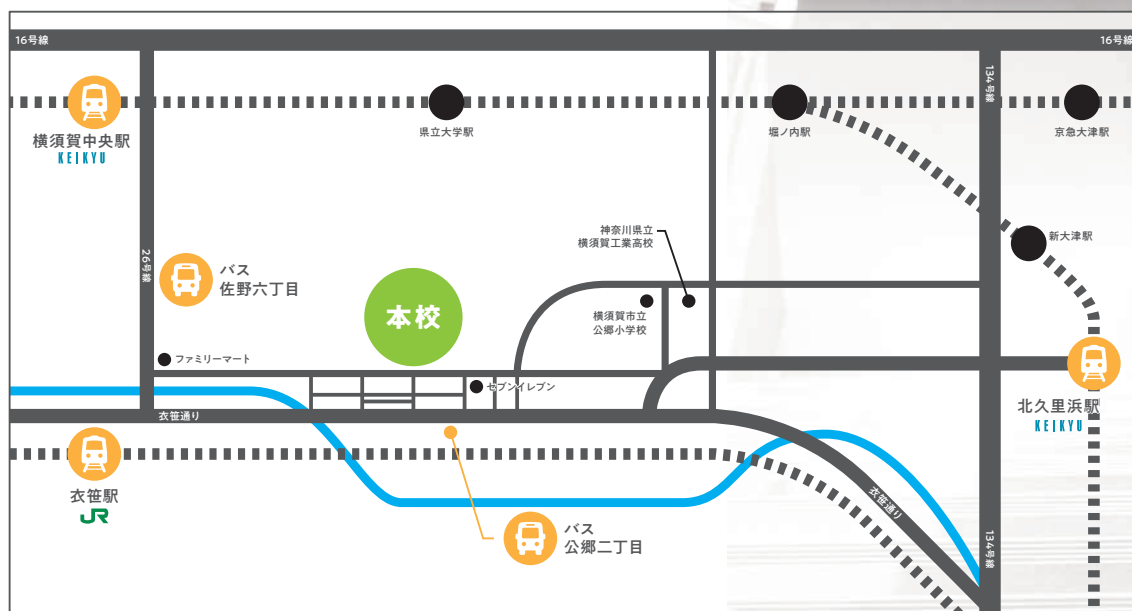 16号線
16号線
134号線
横須賀中央駅
KEIKYU
県立大学駅
堀ノ内駅
京急大津駅
26号線
バス
佐野六丁目
本校
神奈川県立
横須賀工業高校
新大津駅
横須賀市立
公郷小学校
ファミリーマート
セブンイレブン
衣笠通り
北久里浜駅
KEIKYU
衣笠駅
JR
バス
公郷二丁目
衣笠通り
134号線